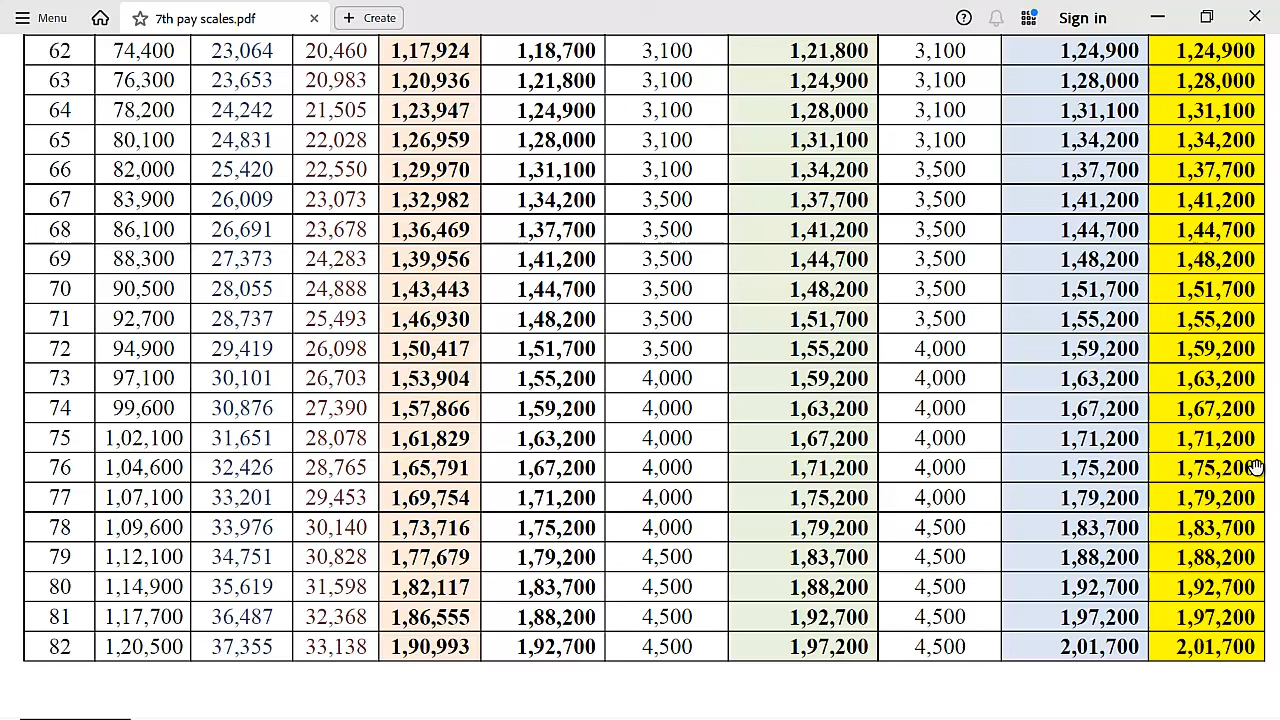 Menu 7th pay scales.pdf × + Create Sign in
62 74,400 23,064 20,460 1,17,924 1,18,700 3,100 1,21,800 3,100 1,24,900 1,24,900
63 76,300 23,653 20,983 1,20,936 1,21,800 3,100 1,24,900 3,100 1,28,000 1,28,000
64 78,200 24,242 21,505 1,23,947 1,24,900 3,100 1,28,000 3,100 1,31,100 1,31,100
65 80,100 24,831 22,028 1,26,959 1,28,000 3,100 1,31,100 3,100 1,34,200 1,34,200
66 82,000 25,420 22,550 1,29,970 1,31,100 3,100 1,34,200 3,500 1,37,700 1,37,700
67 83,900 26,009 23,073 1,32,982 1,34,200 3,500 1,37,700 3,500 1,41,200 1,41,200
68 86,100 26,691 23,678 1,36,469 1,37,700 3,500 1,41,200 3,500 1,44,700 1,44,700
69 88,300 27,373 24,283 1,39,956 1,41,200 3,500 1,44,700 3,500 1,48,200 1,48,200
70 90,500 28,055 24,888 1,43,443 1,44,700 3,500 1,48,200 3,500 1,51,700 1,51,700
71 92,700 28,737 25,493 1,46,930 1,48,200 3,500 1,51,700 3,500 1,55,200 1,55,200
72 94,900 29,419 26,098 1,50,417 1,51,700 3,500 1,55,200 4,000 1,59,200 1,59,200
73 97,100 30,101 26,703 1,53,904 1,55,200 4,000 1,59,200 4,000 1,63,200 1,63,200
74 99,600 30,876 27,390 1,57,866 1,59,200 4,000 1,63,200 4,000 1,67,200 1,67,200
75 1,02,100 31,651 28,078 1,61,829 1,63,200 4,000 1,67,200 4,000 1,71,200 1,71,200
76 1,04,600 32,426 28,765 1,65,791 1,67,200 4,000 1,71,200 4,000 1,75,200 1,75,200
77 1,07,100 33,201 29,453 1,69,754 1,71,200 4,000 1,75,200 4,000 1,79,200 1,79,200
78 1,09,600 33,976 30,140 1,73,716 1,75,200 4,000 1,79,200 4,500 1,83,700 1,83,700
79 1,12,100 34,751 30,828 1,77,679 1,79,200 4,500 1,83,700 4,500 1,88,200 1,88,200
80 1,14,900 35,619 31,598 1,82,117 1,83,700 4,500 1,88,200 4,500 1,92,700 1,92,700
81 1,17,700 36,487 32,368 1,86,555 1,88,200 4,500 1,92,700 4,500 1,97,200 1,97,200
82 1,20,500 37,355 33,138 1,90,993 1,92,700 4,500 1,97,200 4,500 2,01,700 2,01,700